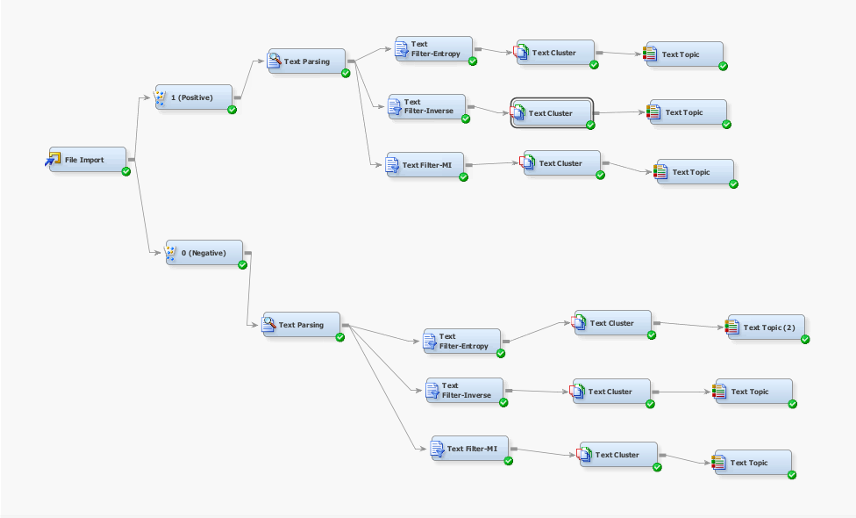 Text
Filter-Entropy
Text Cluster
Text Topic
Text Parsing
1 (Positive)
Text
Filter-Inverse
Text Cluster
Text Topic
File Import
Text Filter-MI
Text Cluster
Text Topic
0 (Negative)
Text Parsing
Text
Filter-Entropy
Text Cluster
Text Topic (2)
Text
Filter-Inverse
Text Cluster
Text Topic
Text Filter-MI
Text Cluster
Text Topic